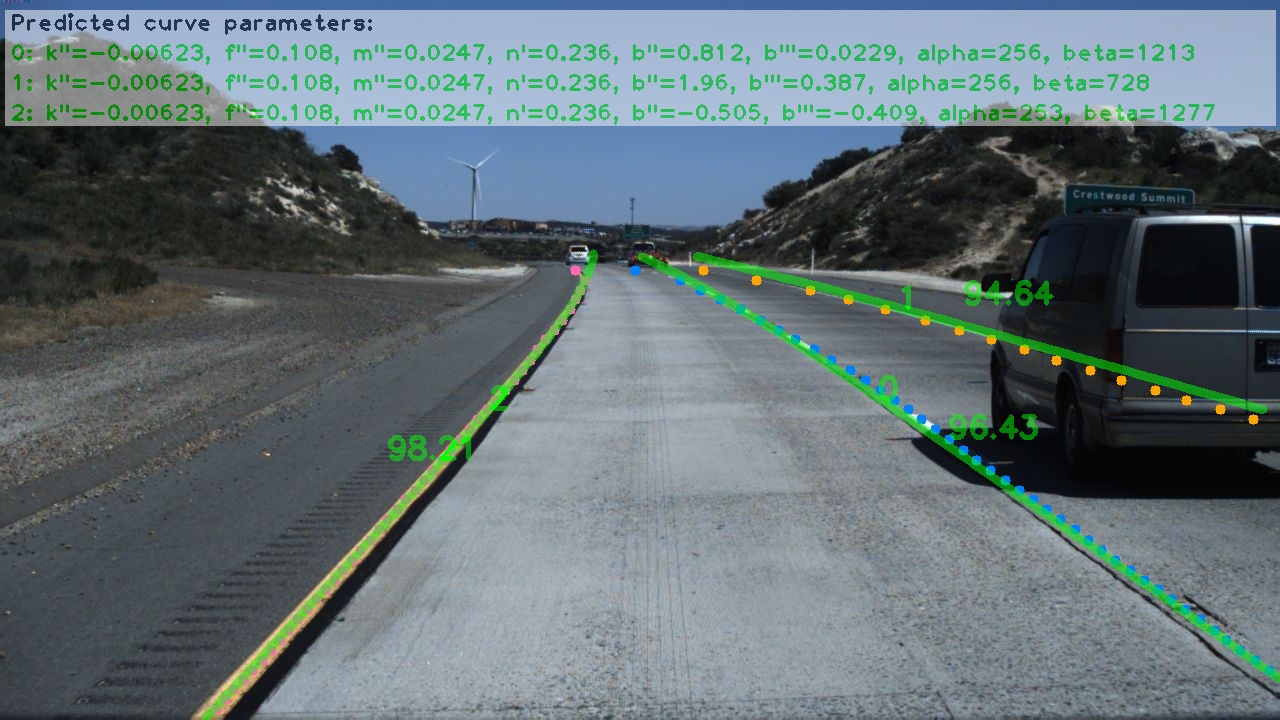 Predicted curve parameters:
0: k''=-0.00623, f''=0.108, m''=0.0247, n'=0.236, b''=0.812, b'''=0.0229, alpha=256, beta=1213
1: k''=-0.00623, f''=0.108, m''=0.0247, n'=0.236, b''=1.96, b'''=0.387, alpha=256, beta=728
2: k''=-0.00623, f''=0.108, m''=0.0247, n'=0.236, b''=-0.505, b'''=-0.409, alpha=253, beta=1277
Crestwood Summit
1 94.64
0
2
96.43
98.21